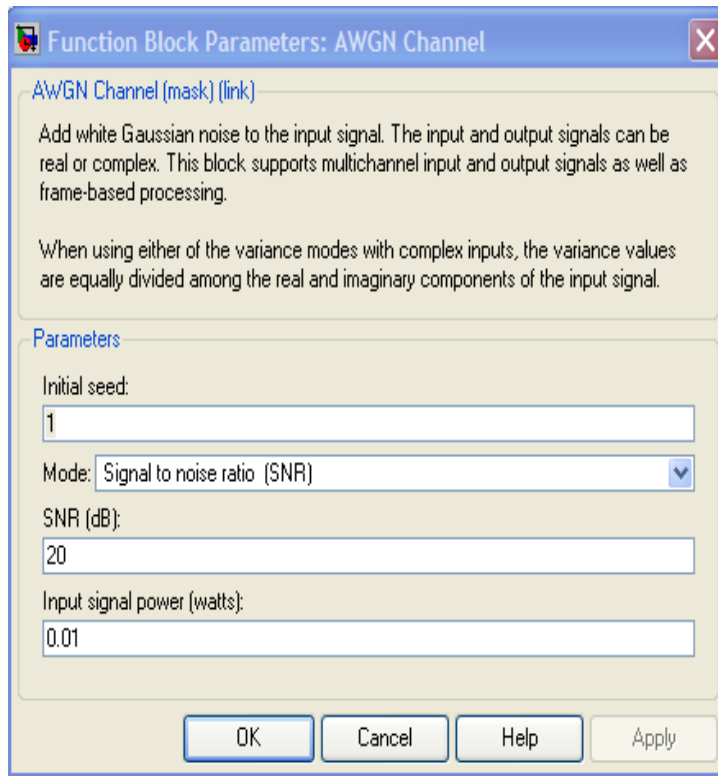 Function Block Parameters: AWGN Channel
AWGN Channel (mask) (link)
Add white Gaussian noise to the input signal. The input and output signals can be
real or complex. This block supports multichannel input and output signals as well as
frame-based processing.
When using either of the variance modes with complex inputs, the variance values
are equally divided among the real and imaginary components of the input signal.
Parameters
Initial seed:
1
Mode: Signal to noise ratio (SNR)
SNR (dB):
20
Input signal power (watts):
0.01
OK Cancel Help Apply